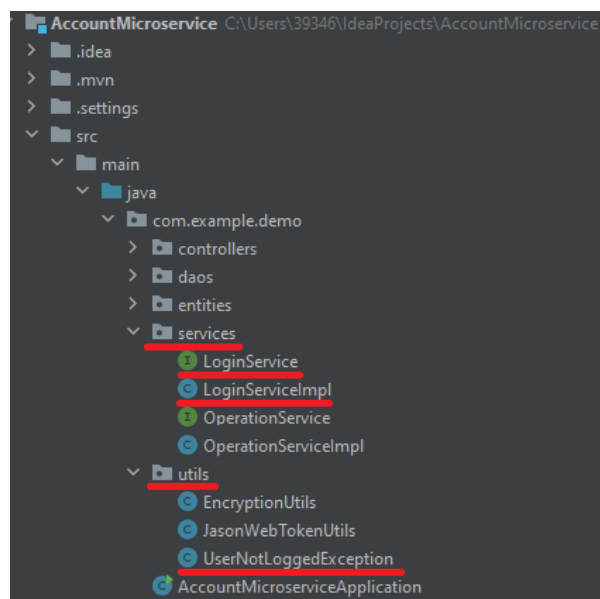 AccountMicroservice C:\Users\39346\IdeaProjects\AccountMicroservice
.idea
.mvn
.settings
src
main
java
com.example.demo
controllers
daos
entities
services
I LoginService
C LoginServiceImpl
I OperationService
C OperationServiceImpl
utils
C EncryptionUtils
C JasonWebTokenUtils
C UserNotLoggedException
C AccountMicroserviceApplication